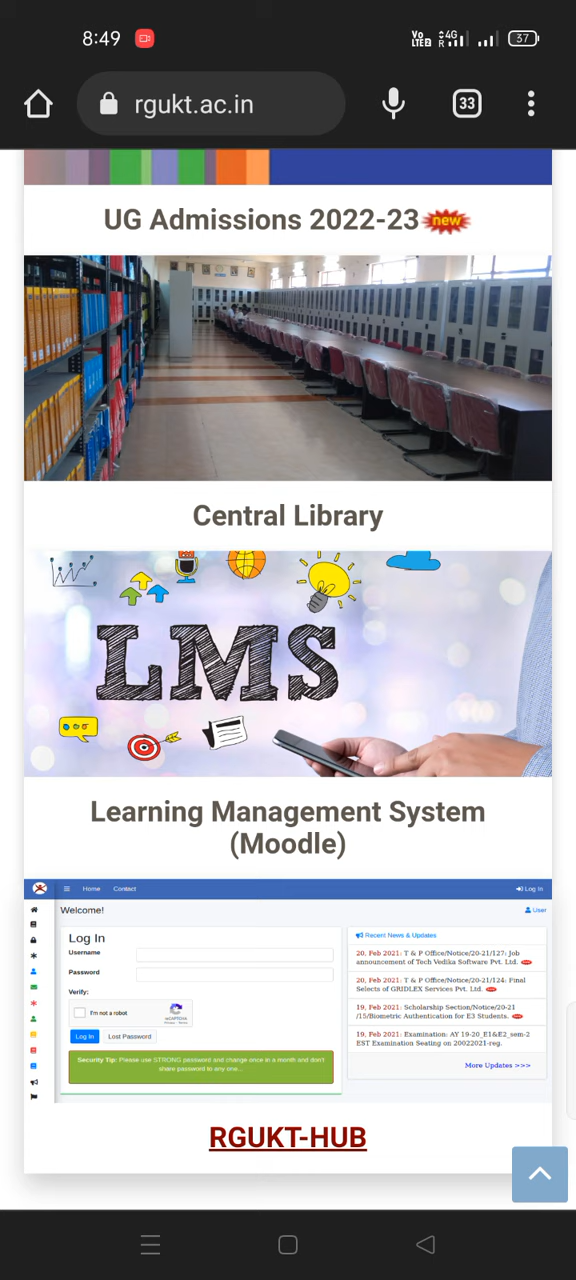 8:49
Vo LTE2 4G R 37
rgukt.ac.in
33
UG Admissions 2022-23 new
Central Library
LMS
Learning Management System
(Moodle)
Home Contact Log In
Welcome! User
Log In
Username
Password
Verify:
I'm not a robot
reCAPTCHA
Privacy - Terms
Log In Lost Password
Security Tip: Please use STRONG password and change once in a month and don't
share password to any one...
Recent News & Updates
20, Feb 2021: T & P Office/Notice/20-21/127: Job
announcement of Tech Vedika Software Pvt. Ltd.
20, Feb 2021: T & P Office/Notice/20-21/124: Final
Selects of GRIDLEX Services Pvt. Ltd.
19, Feb 2021: Scholarship Section/Notice/20-21
/15/Biometric Authentication for E3 Students.
19, Feb 2021: Examination: AY 19-20_E1&E2_sem-2
EST Examination Seating on 20022021-reg.
More Updates >>>
RGUKT-HUB